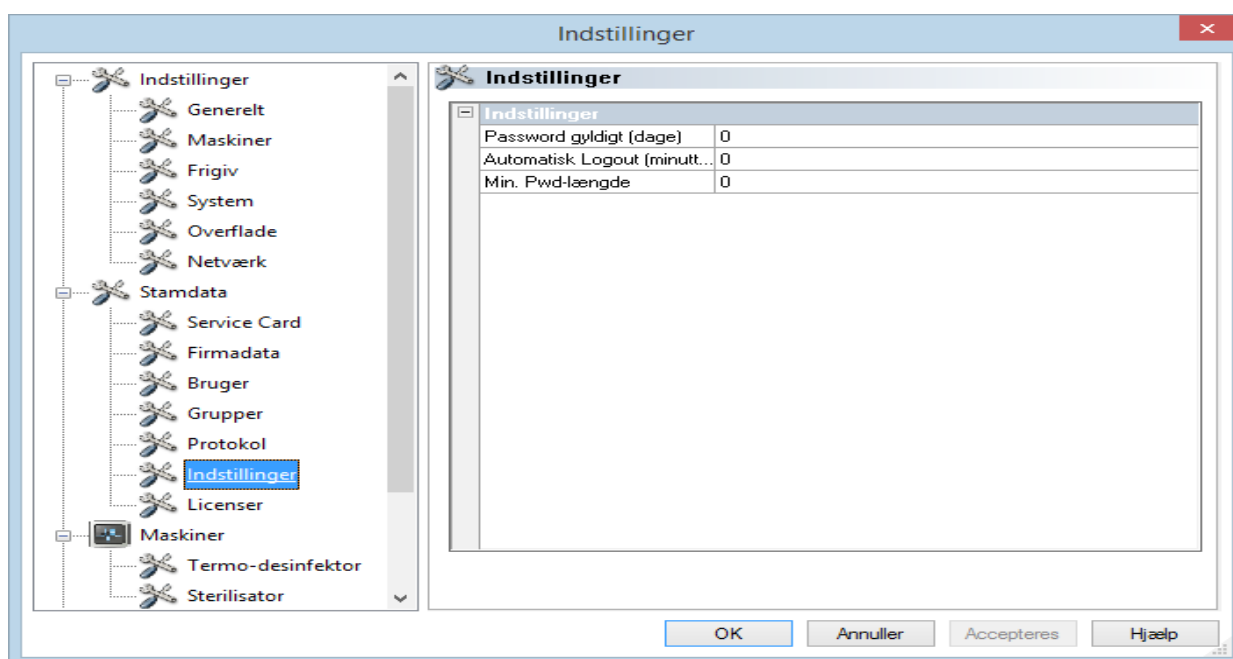 Indstillinger
Indstillinger
Generelt
Maskiner
Frigiv
System
Overflade
Netværk
Stamdata
Service Card
Firmadata
Bruger
Grupper
Protokol
Indstillinger
Licenser
Maskiner
Termo-desinfektor
Sterilisator
Indstillinger
Indstillinger
Password gyldigt (dage) 0
Automatisk Logout (minutt... 0
Min. Pwd-længde 0
OK Annuller Accepteres Hjælp